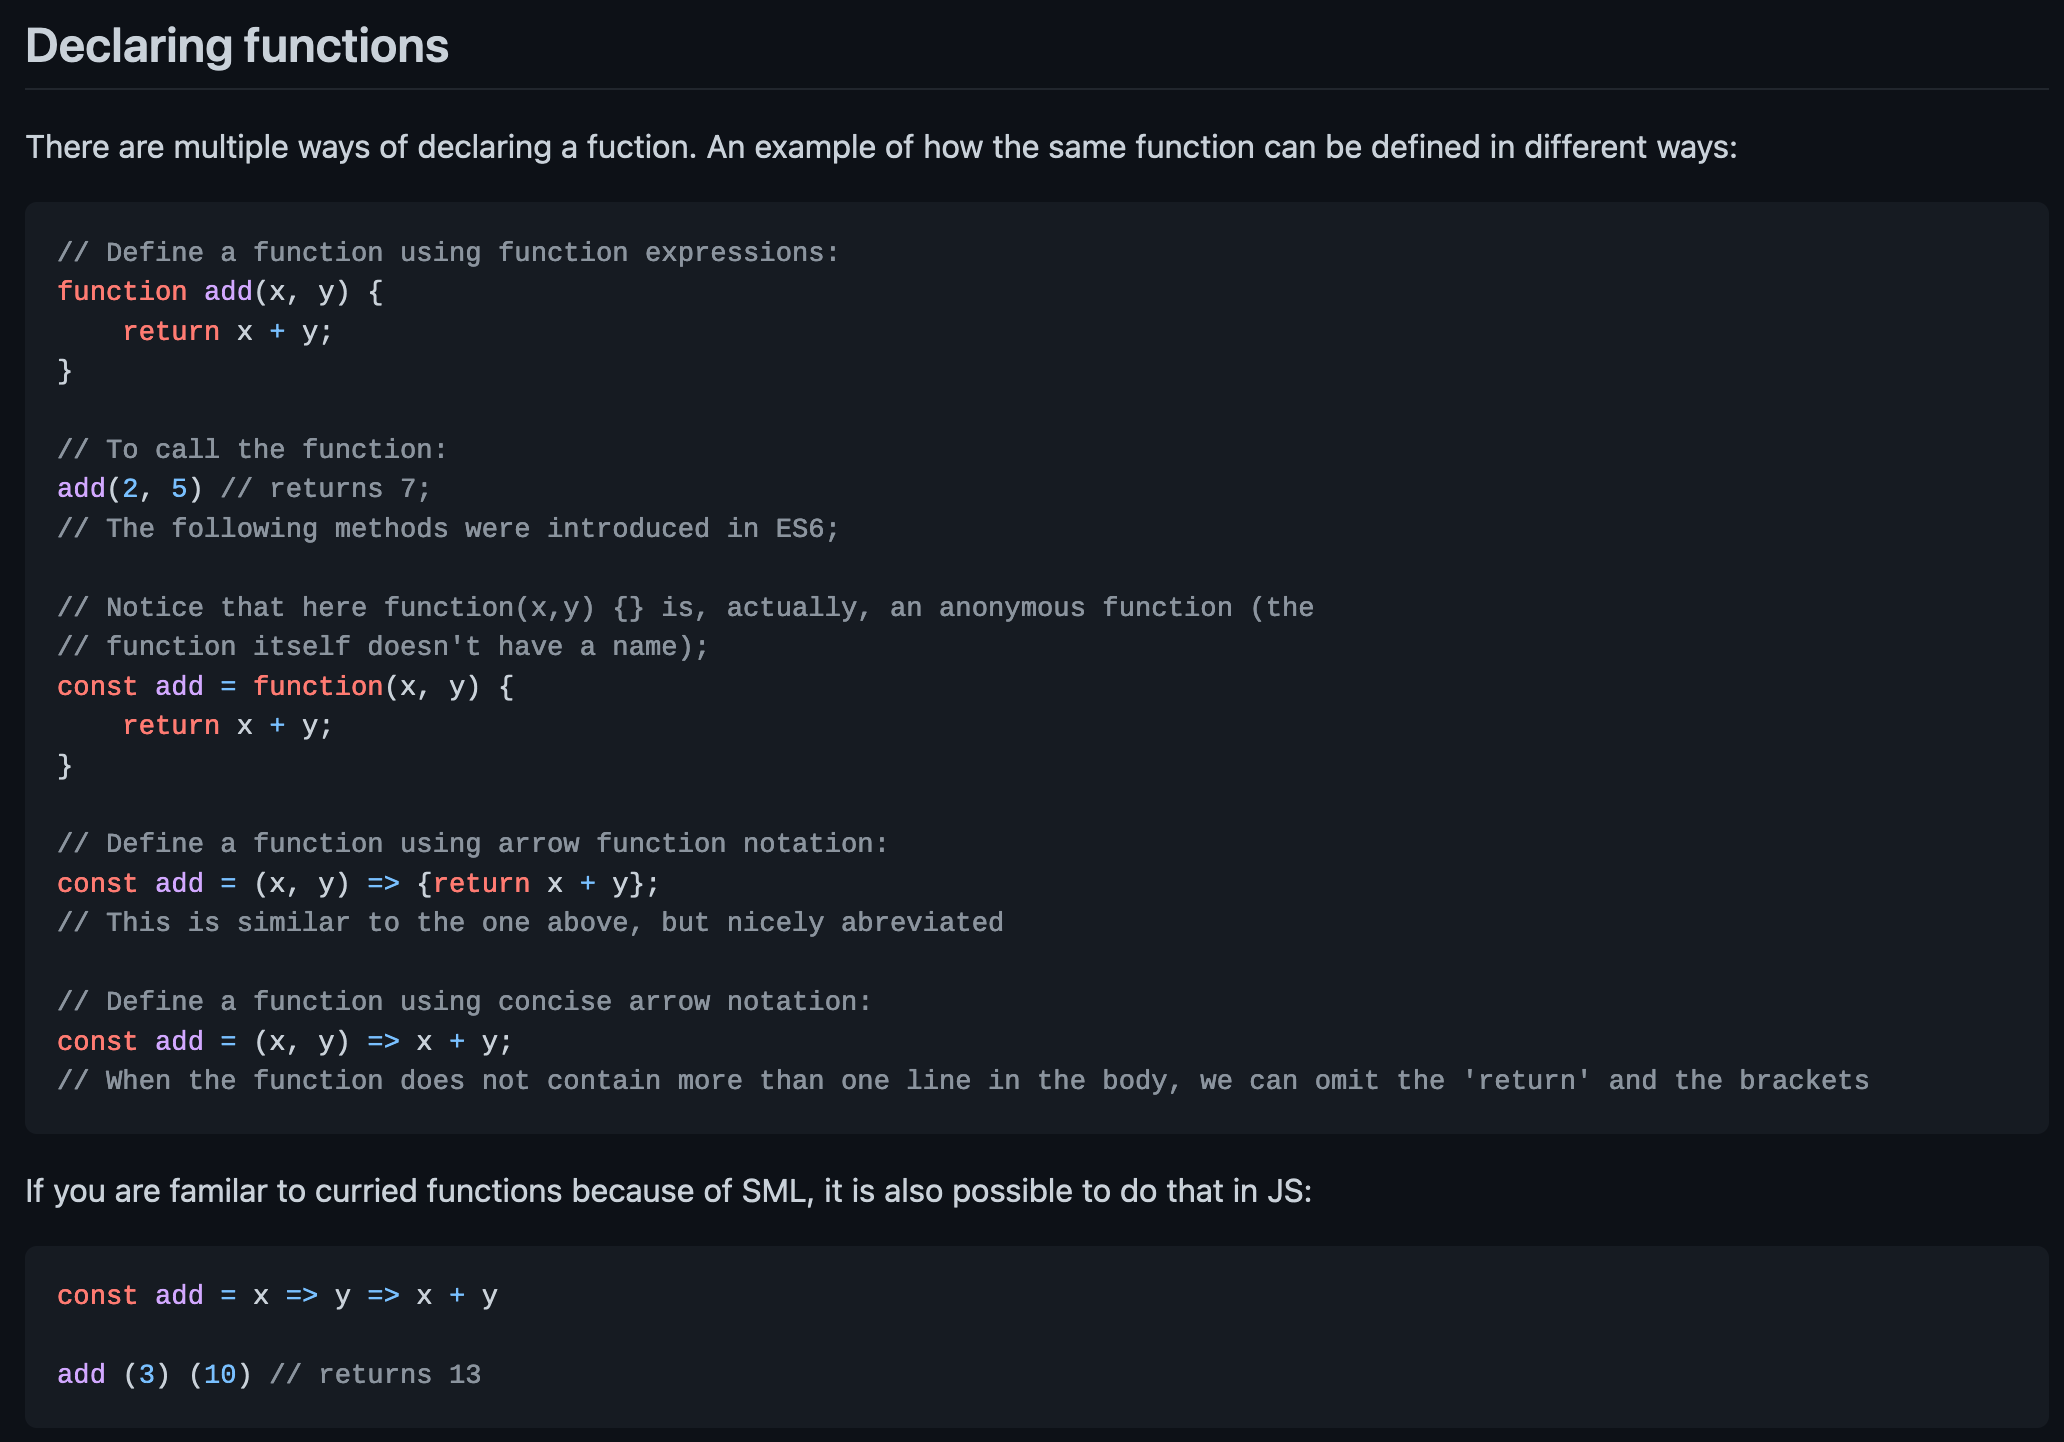 Declaring functions
There are multiple ways of declaring a fuction. An example of how the same function can be defined in different ways:
// Define a function using function expressions:
function add(x, y) {
    return x + y;
}
// To call the function:
add(2, 5) // returns 7;
// The following methods were introduced in ES6;
// Notice that here function(x,y) {} is, actually, an anonymous function (the
// function itself doesn't have a name);
const add = function(x, y) {
    return x + y;
}
// Define a function using arrow function notation:
const add = (x, y) => {return x + y};
// This is similar to the one above, but nicely abreviated
// Define a function using concise arrow notation:
const add = (x, y) => x + y;
// When the function does not contain more than one line in the body, we can omit the 'return' and the brackets
If you are familar to curried functions because of SML, it is also possible to do that in JS:
const add = x => y => x + y
add (3) (10) // returns 13